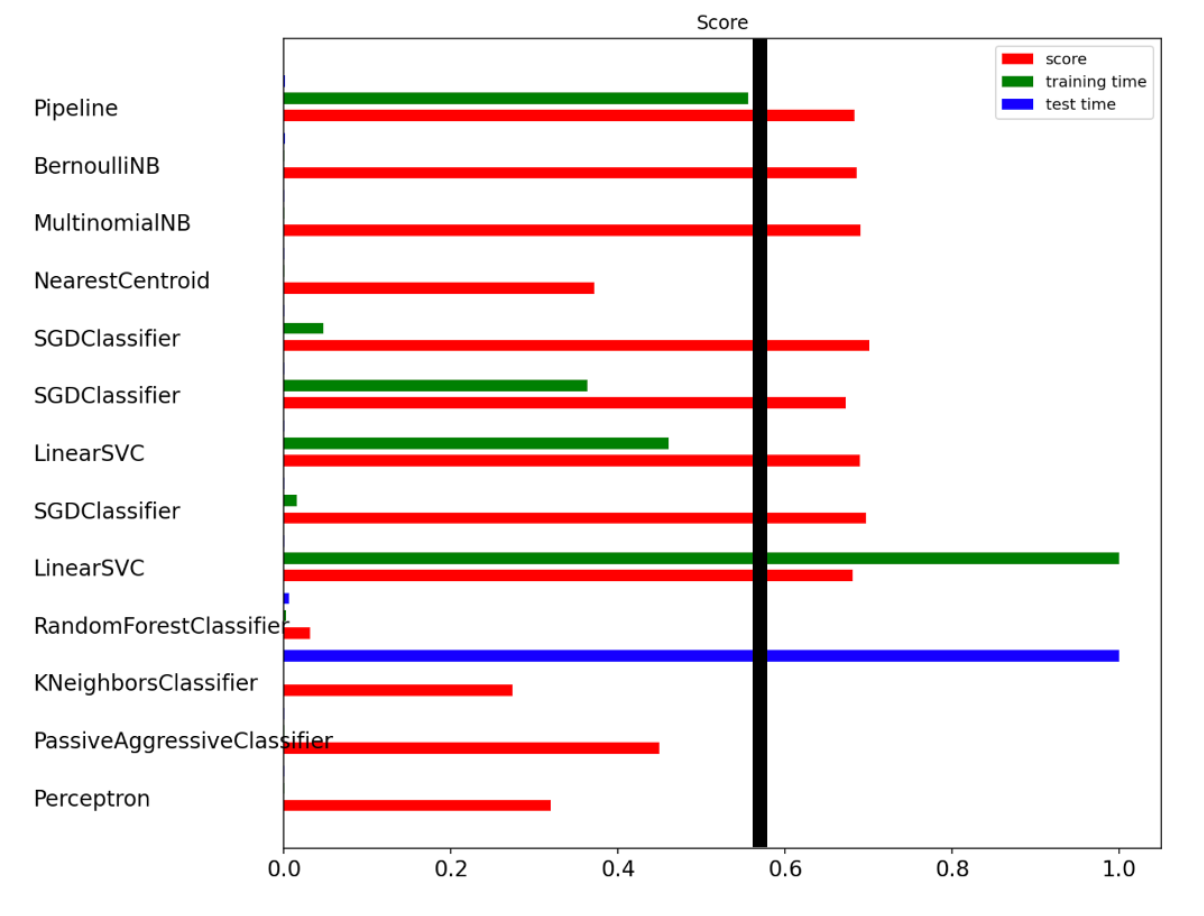 Score
score
training time
test time
Pipeline
BernoulliNB
MultinomialNB
NearestCentroid
SGDClassifier
SGDClassifier
LinearSVC
SGDClassifier
LinearSVC
RandomForestClassifier
KNeighborsClassifier
PassiveAggressiveClassifier
Perceptron
0.0 0.2 0.4 0.6 0.8 1.0